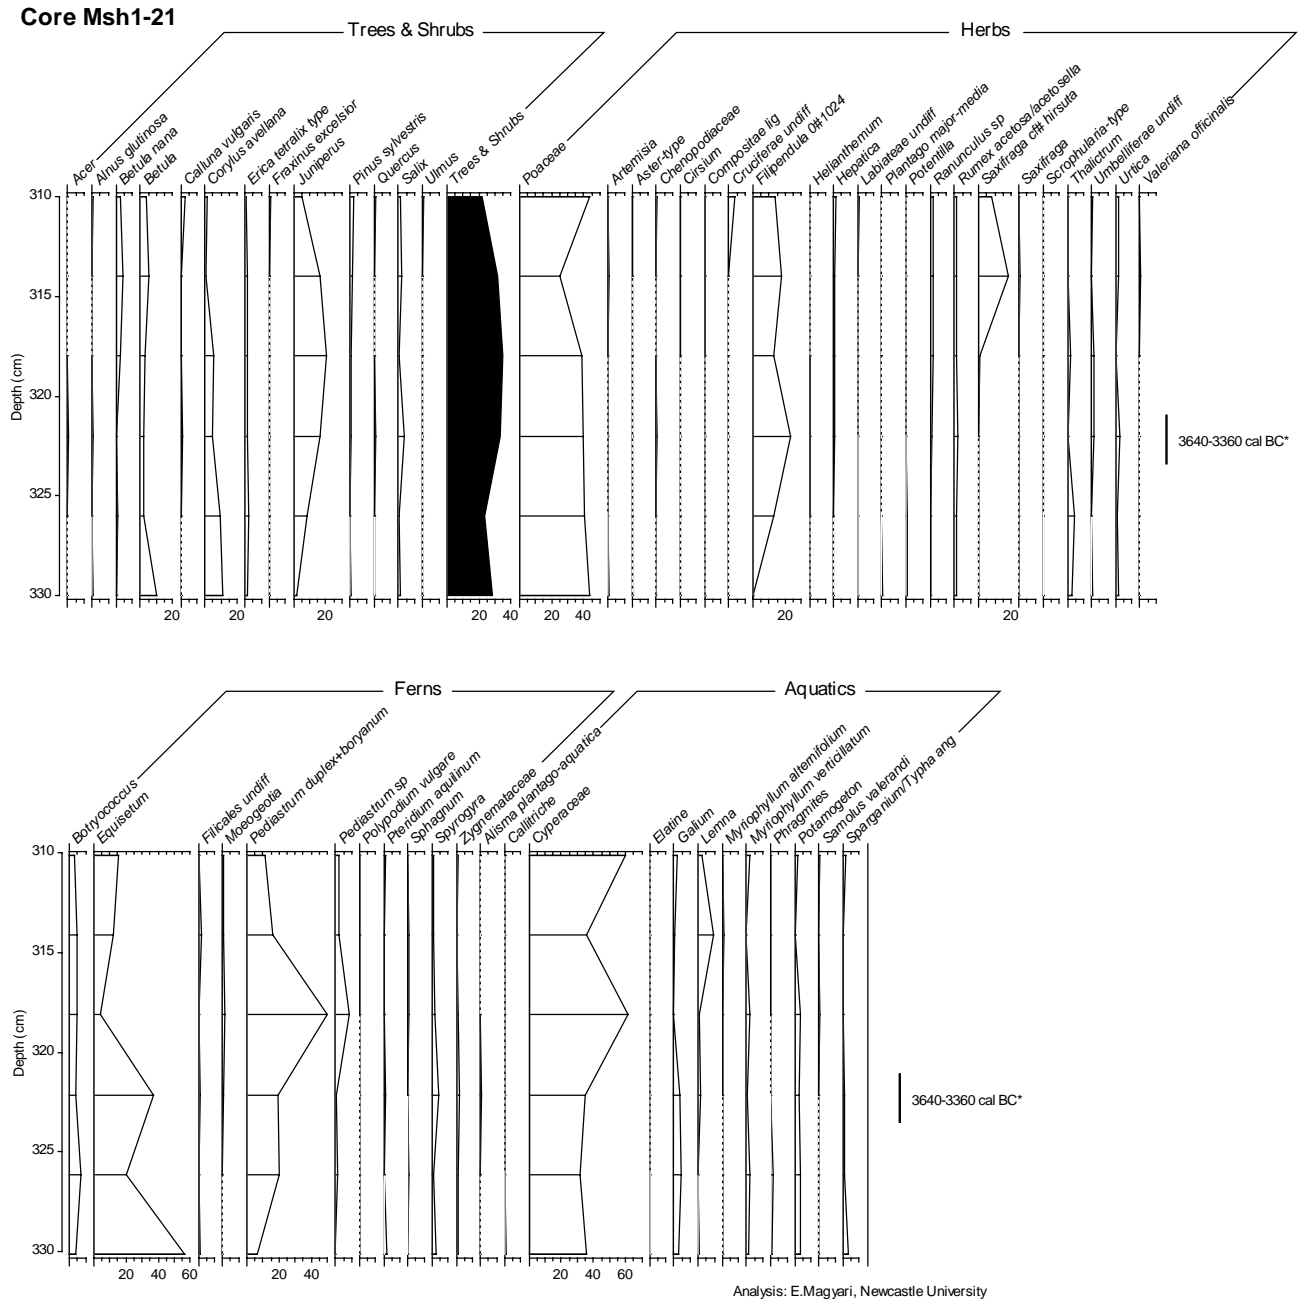 Core Msh1-21
Trees & Shrubs
Herbs
Acer
Alnus glutinosa
Betula nana
Betula
Calluna vulgaris
Corylus avellana
Erica tetralix type
Fraxinus excelsior
Juniperus
Pinus sylvestris
Quercus
Salix
Ulmus
Trees & Shrubs
Poaceae
Artemisia
Aster-type
Chenopodiaceae
Cirsium
Compositae lig
Cruciferae undiff
Filipendula 0#1024
Helianthemum
Hepatica
Labiateae undiff
Plantago major-media
Potentilla
Ranunculus sp
Rumex acetosa/acetosella
Saxifraga cf# hirsuta
Saxifraga
Scrophularia-type
Thalictrum
Umbelliferae undiff
Urtica
Valeriana officinalis
310
315
320
325
330
Depth (cm)
3640-3360 cal BC*
20 20 20 20 40 20 40 20 20
Ferns
Aquatics
Botryococcus
Equisetum
Filicales undiff
Moegeotia
Pediastrum duplex+boryanum
Pediastrum sp
Polypodium vulgare
Pteridium aquilinum
Sphagnum
Spyrogyra
Zygnemataceae
Alisma plantago-aquatica
Callitriche
Cyperaceae
Elatine
Galium
Lemna
Myriophyllum alternifolium
Myriophyllum verticillatum
Phragmites
Potamogeton
Samolus valerandi
Sparganium/Typha ang
310
315
320
325
330
Depth (cm)
3640-3360 cal BC*
20 40 60 20 40 20 40 60
Analysis: E.Magyari, Newcastle University